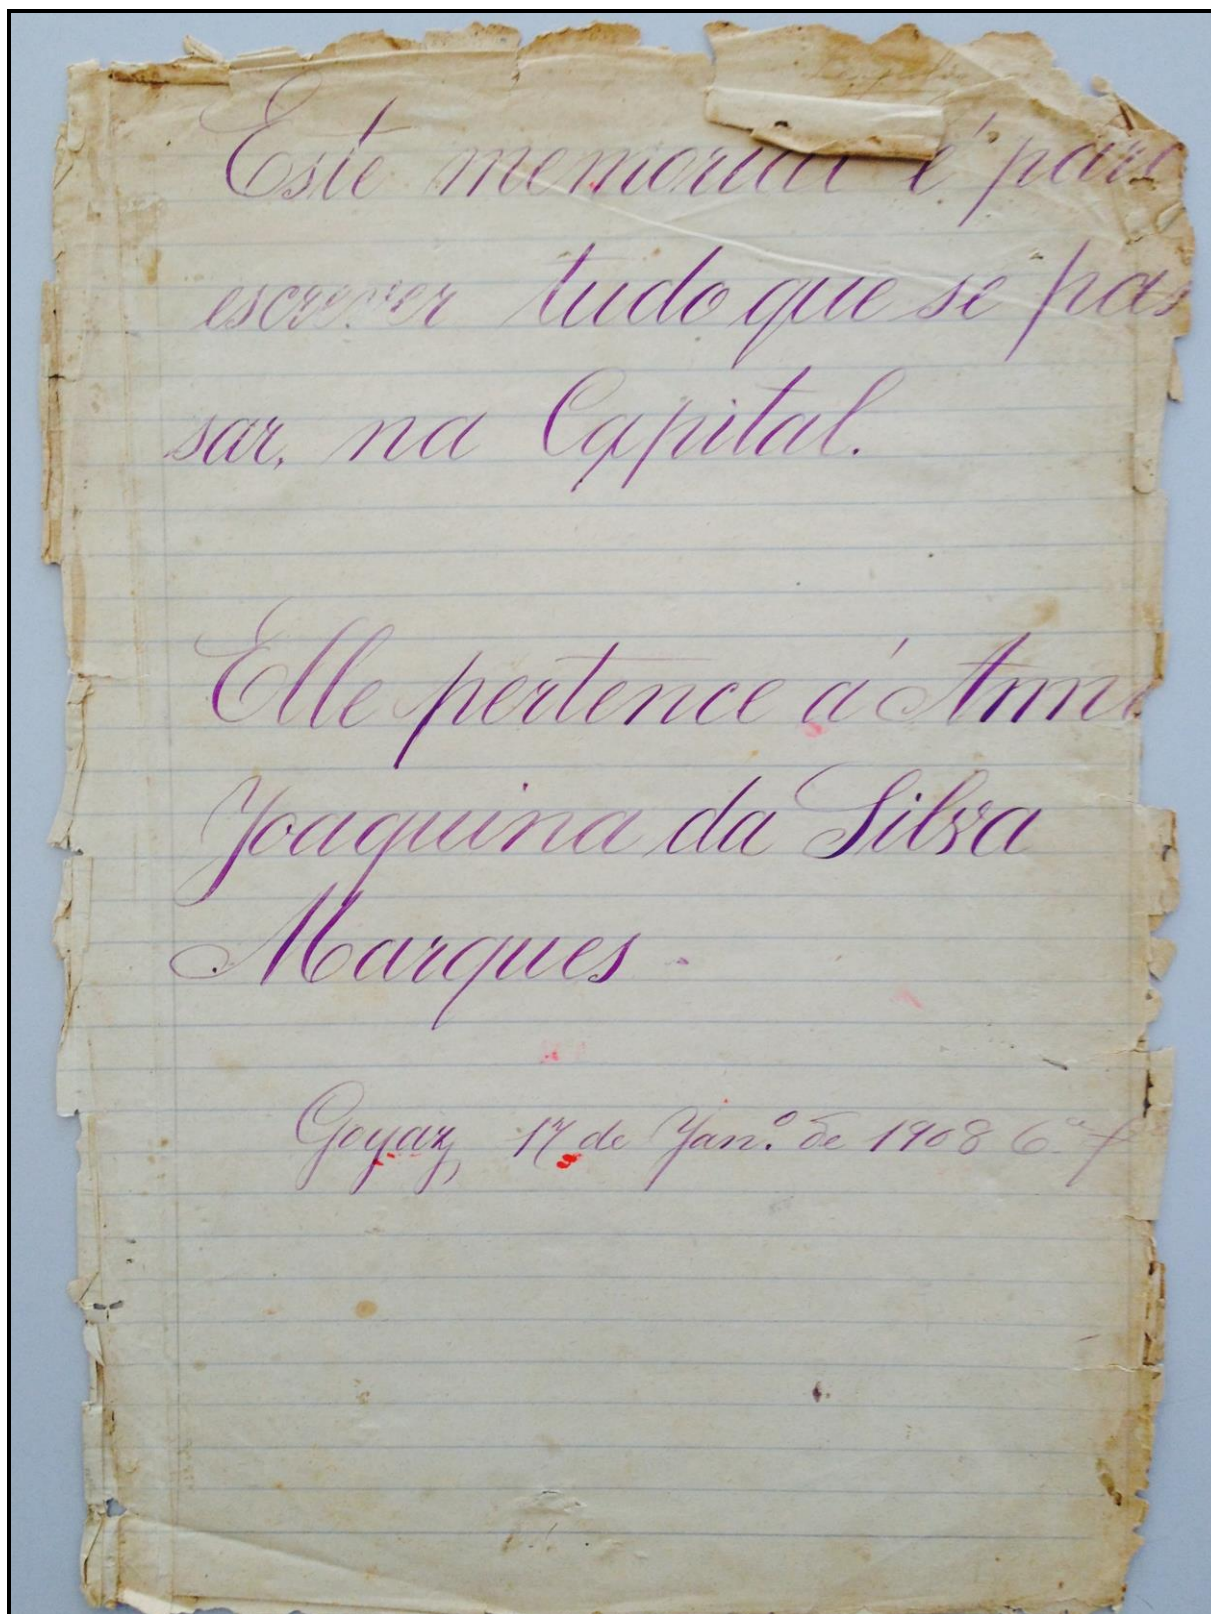 Este memorial é para
escrever tudo que se pas
sar, na Capital.
Elle pertence á Anna
Joaquina da Silva
Marques.
Goyaz, 17 de Jan.º de 1908 6ª f